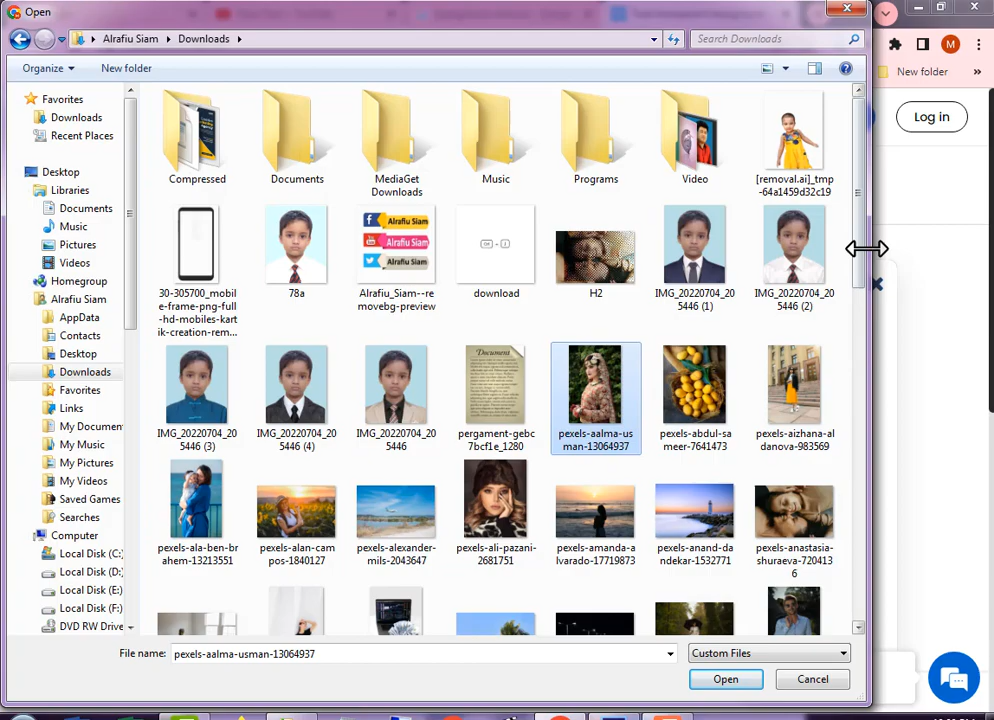 Open
Alrafiu Siam
Downloads
Search Downloads
Organize
New folder
Favorites
Downloads
Recent Places
Desktop
Libraries
Documents
Music
Pictures
Videos
Homegroup
Alrafiu Siam
AppData
Contacts
Desktop
Downloads
Favorites
Links
My Document
My Music
My Pictures
My Videos
Saved Games
Searches
Computer
Local Disk (C:
Local Disk (D:
Local Disk (E:)
Local Disk (F:)
DVD RW Drive
Compressed
Documents
MediaGet
Downloads
Music
Programs
Video
[removal.ai]_tmp
-64a1459d32c19
30-305700_mobil
e-frame-png-full
-hd-mobiles-kart
ik-creation-rem...
78a
Alrafiu Siam
Alrafiu Siam
Alrafiu Siam
Alrafiu_Siam--re
movebg-preview
download
H2
IMG_20220704_20
5446 (1)
IMG_20220704_20
5446 (2)
IMG_20220704_20
5446 (3)
IMG_20220704_20
5446 (4)
IMG_20220704_20
5446
Document
pergament-gebc
7bcf1e_1280
pexels-aalma-us
man-13064937
pexels-abdul-sa
meer-7641473
pexels-aizhana-al
danova-983569
pexels-ala-ben-br
ahem-13213551
pexels-alan-cam
pos-1840127
pexels-alexander-
mils-2043647
pexels-ali-pazani-
2681751
pexels-amanda-a
lvarado-17719873
pexels-anand-da
ndekar-1532771
pexels-anastasia-
shuraeva-720413
6
File name:
pexels-aalma-usman-13064937
Custom Files
Open
Cancel
M
New folder
»
Log in